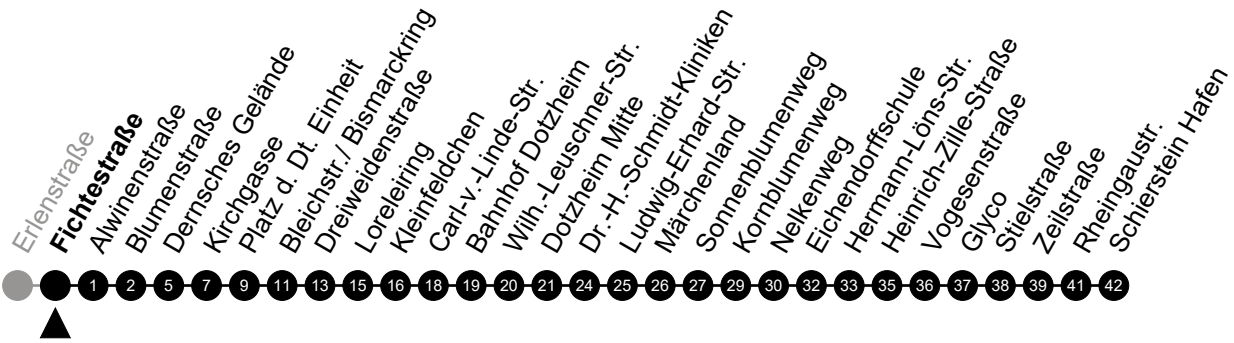 Erlenstraße
Fichtestraße
Alwinenstraße
Blumenstraße
Dernsches Gelände
Kirchgasse
Platz d. Dt. Einheit
Bleichstr./ Bismarckring
Dreiweidenstraße
Loreleiring
Kleinfeldchen
Carl-v.-Linde-Str.
Bahnhof Dotzheim
Wilh.-Leuschner-Str.
Dotzheim Mitte
Dr.-H.-Schmidt-Kliniken
Ludwig-Erhard-Str.
Märchenland
Sonnenblumenweg
Kornblumenweg
Nelkenweg
Eichendorffschule
Hermann-Löns-Str.
Heinrich-Zille-Straße
Vogesenstraße
Glyco
Stielstraße
Zeilstraße
Rheingaustr.
Schierstein Hafen
1 2 5 7 9 11 13 15 16 18 19 20 21 24 25 26 27 29 30 32 33 35 36 37 38 39 41 42